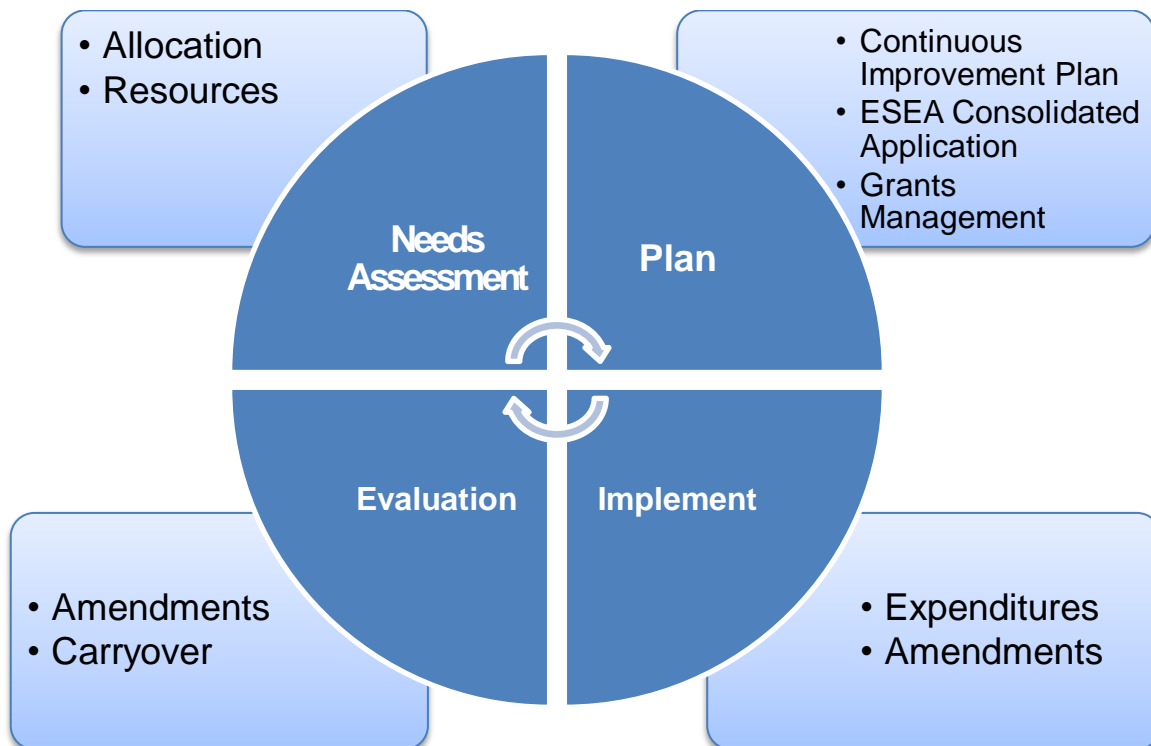 • Allocation
• Resources
• Continuous
Improvement Plan
• ESEA Consolidated
Application
• Grants
Management
Needs
Assessment
Plan
Evaluation
Implement
• Amendments
• Carryover
• Expenditures
• Amendments